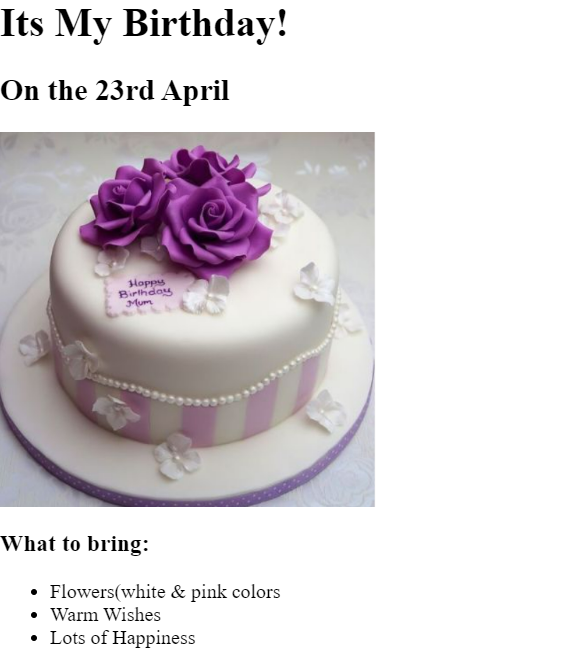 Its My Birthday!
On the 23rd April
Happy
Birthday
Mum
What to bring:
Flowers(white & pink colors
Warm Wishes
Lots of Happiness